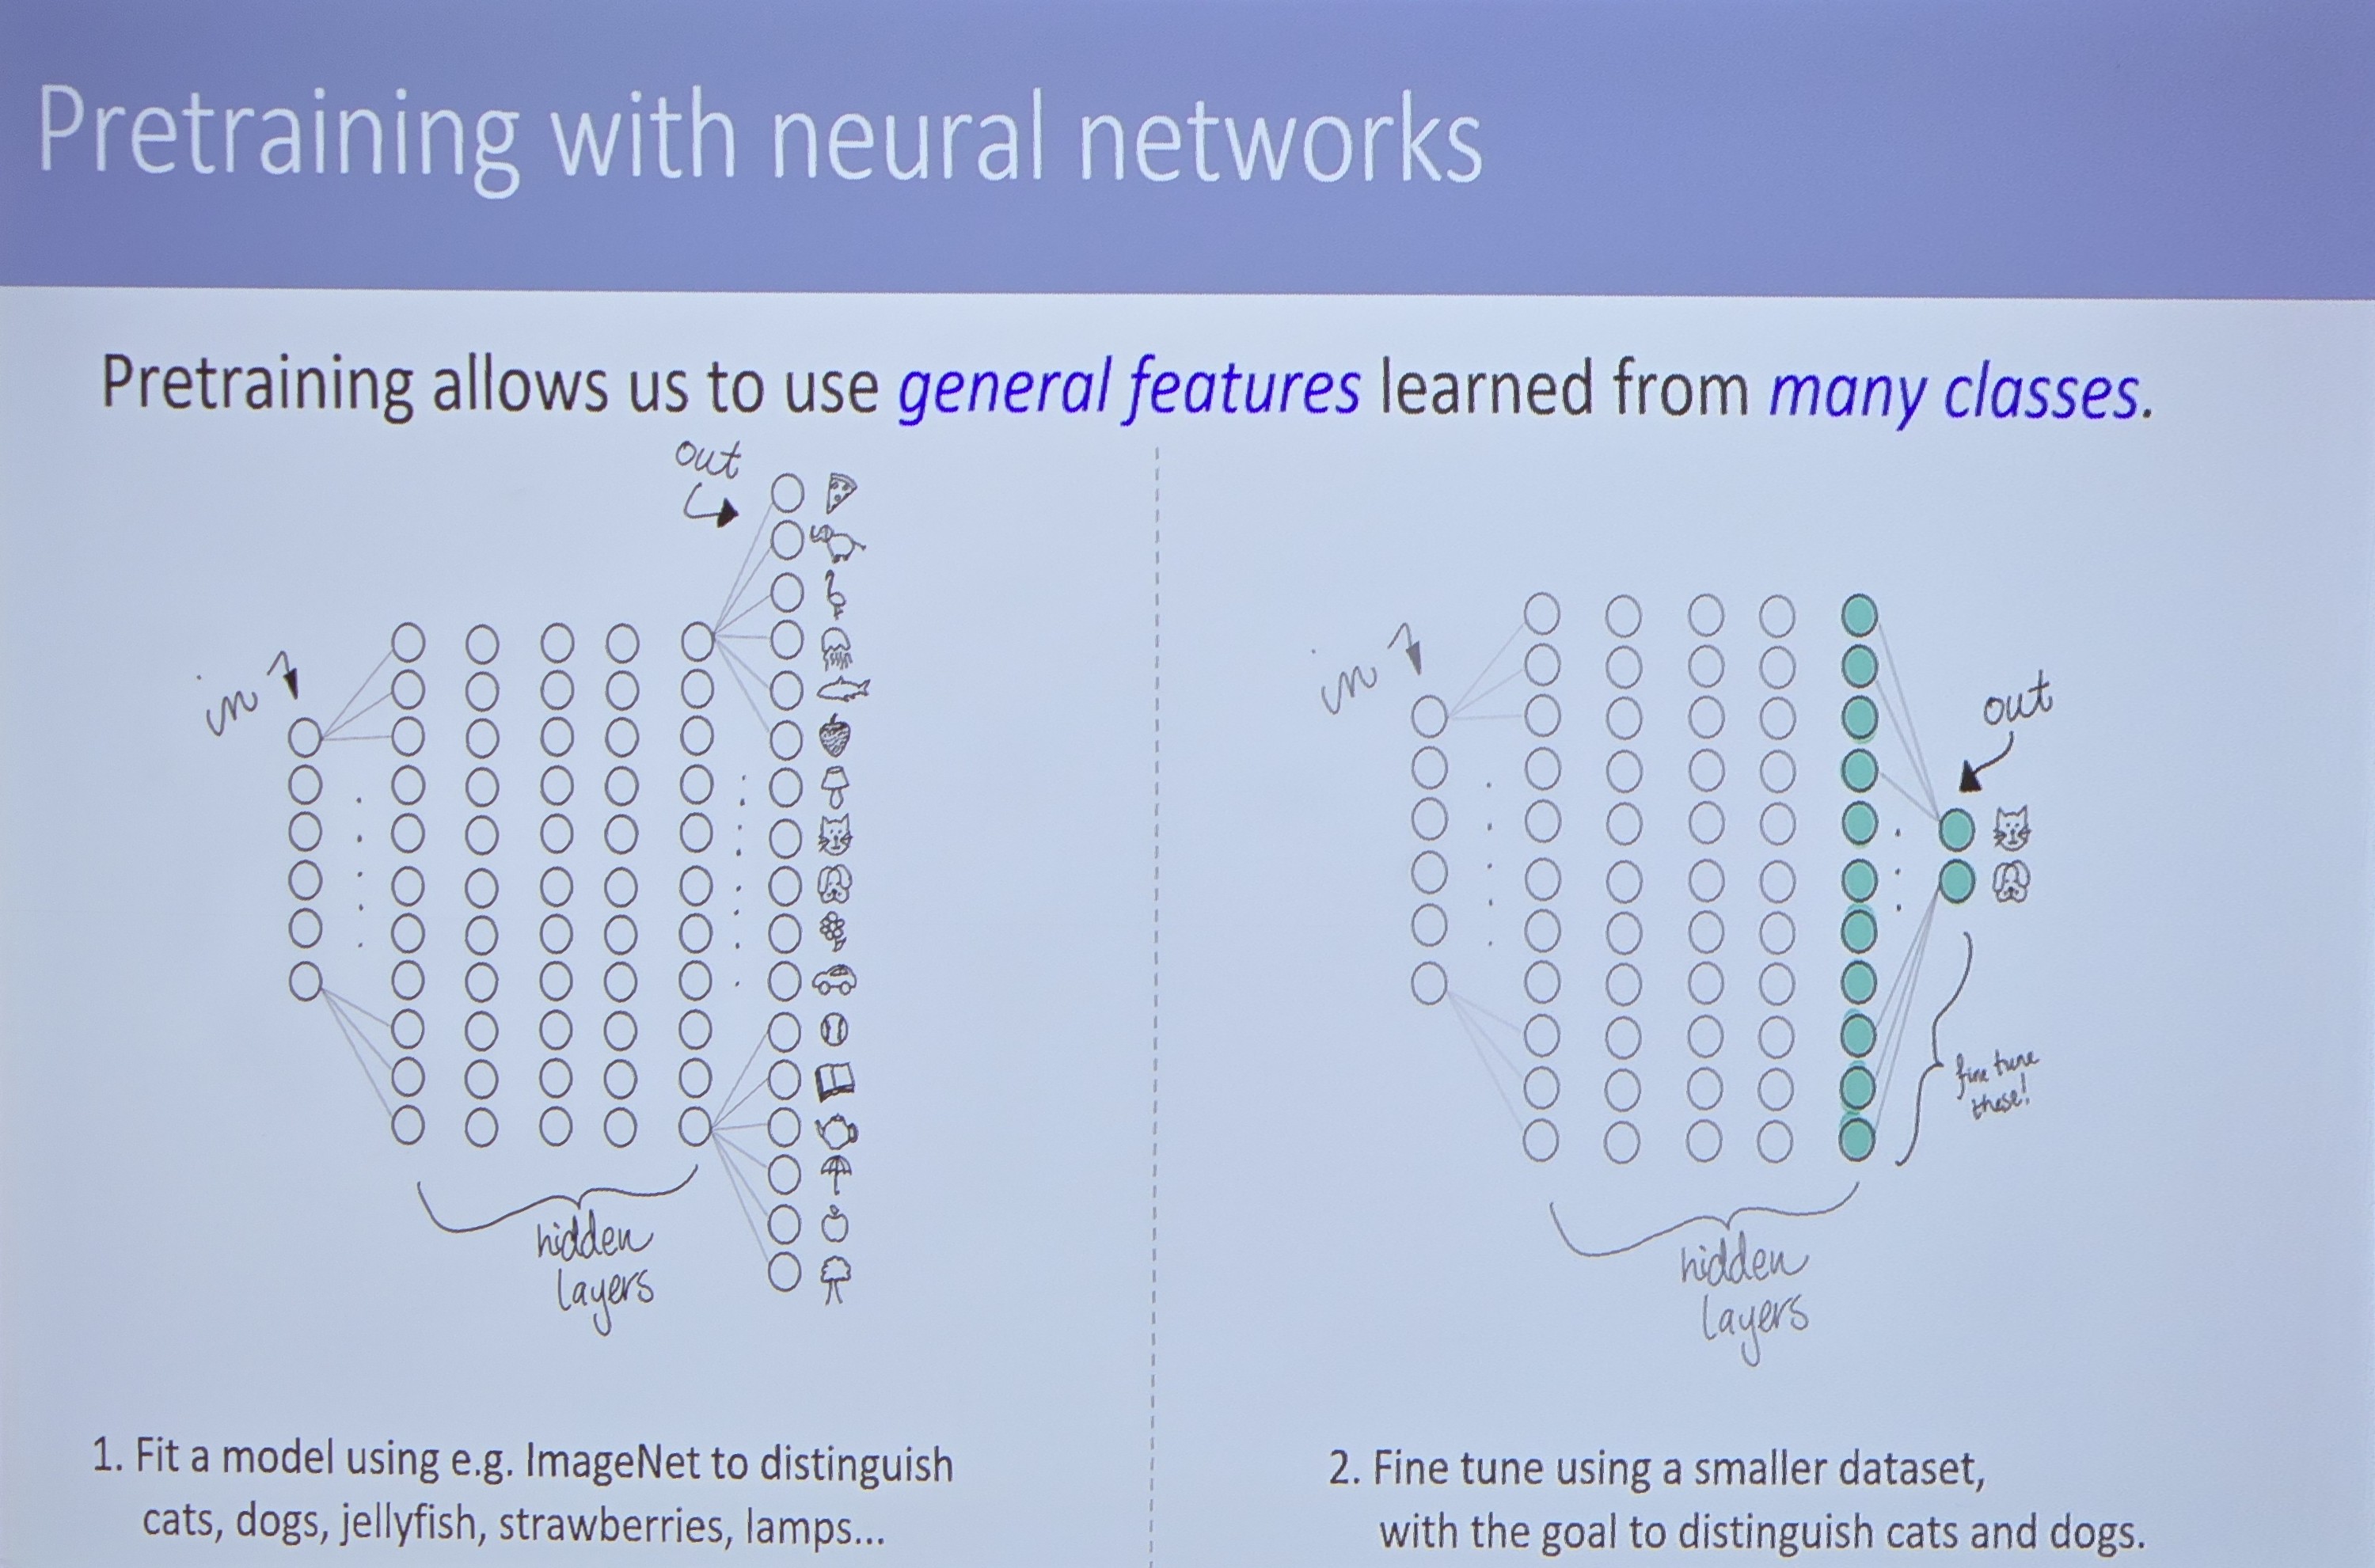 Pretraining with neural networks
Pretraining allows us to use general features learned from many classes.
out
in
hidden
layers
1. Fit a model using e.g. ImageNet to distinguish
cats, dogs, jellyfish, strawberries, lamps...
in
out
fine tune
these!
hidden
layers
2. Fine tune using a smaller dataset,
with the goal to distinguish cats and dogs.